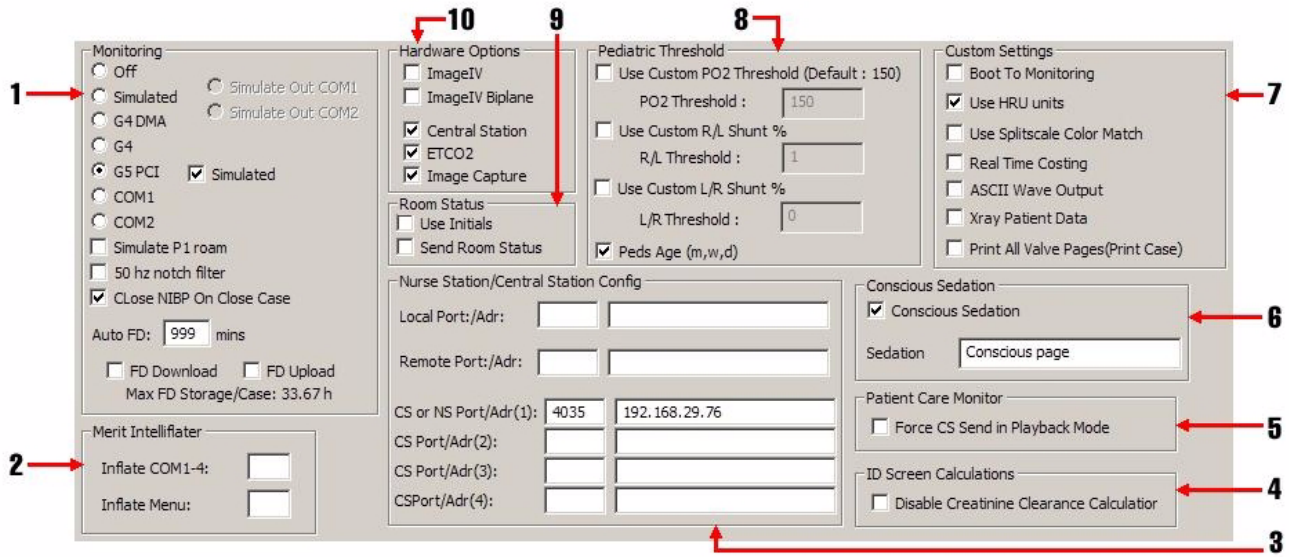 10
9
8
Monitoring
Off
Simulated
Simulate Out COM1
Simulate Out COM2
G4 DMA
G4
G5 PCI
Simulated
COM1
COM2
Simulate P1 roam
50 hz notch filter
CLose NIBP On Close Case
Auto FD: 999 mins
FD Download
FD Upload
Max FD Storage/Case: 33.67 h
1
Merit Intelliflater
Inflate COM1-4:
Inflate Menu:
2
Hardware Options
ImageIV
ImageIV Biplane
Central Station
ETCO2
Image Capture
Room Status
Use Initials
Send Room Status
Pediatric Threshold
Use Custom PO2 Threshold (Default : 150)
PO2 Threshold : 150
Use Custom R/L Shunt %
R/L Threshold : 1
Use Custom L/R Shunt %
L/R Threshold : 0
Peds Age (m,w,d)
Custom Settings
Boot To Monitoring
Use HRU units
Use Splitscale Color Match
Real Time Costing
ASCII Wave Output
Xray Patient Data
Print All Valve Pages(Print Case)
7
Nurse Station/Central Station Config
Local Port:/Adr:
Remote Port:/Adr:
CS or NS Port/Adr(1): 4035 192.168.29.76
CS Port/Adr(2):
CS Port/Adr(3):
CSPort/Adr(4):
Conscious Sedation
Conscious Sedation
Sedation Conscious page
6
Patient Care Monitor
Force CS Send in Playback Mode
5
ID Screen Calculations
Disable Creatinine Clearance Calculatior
4
3